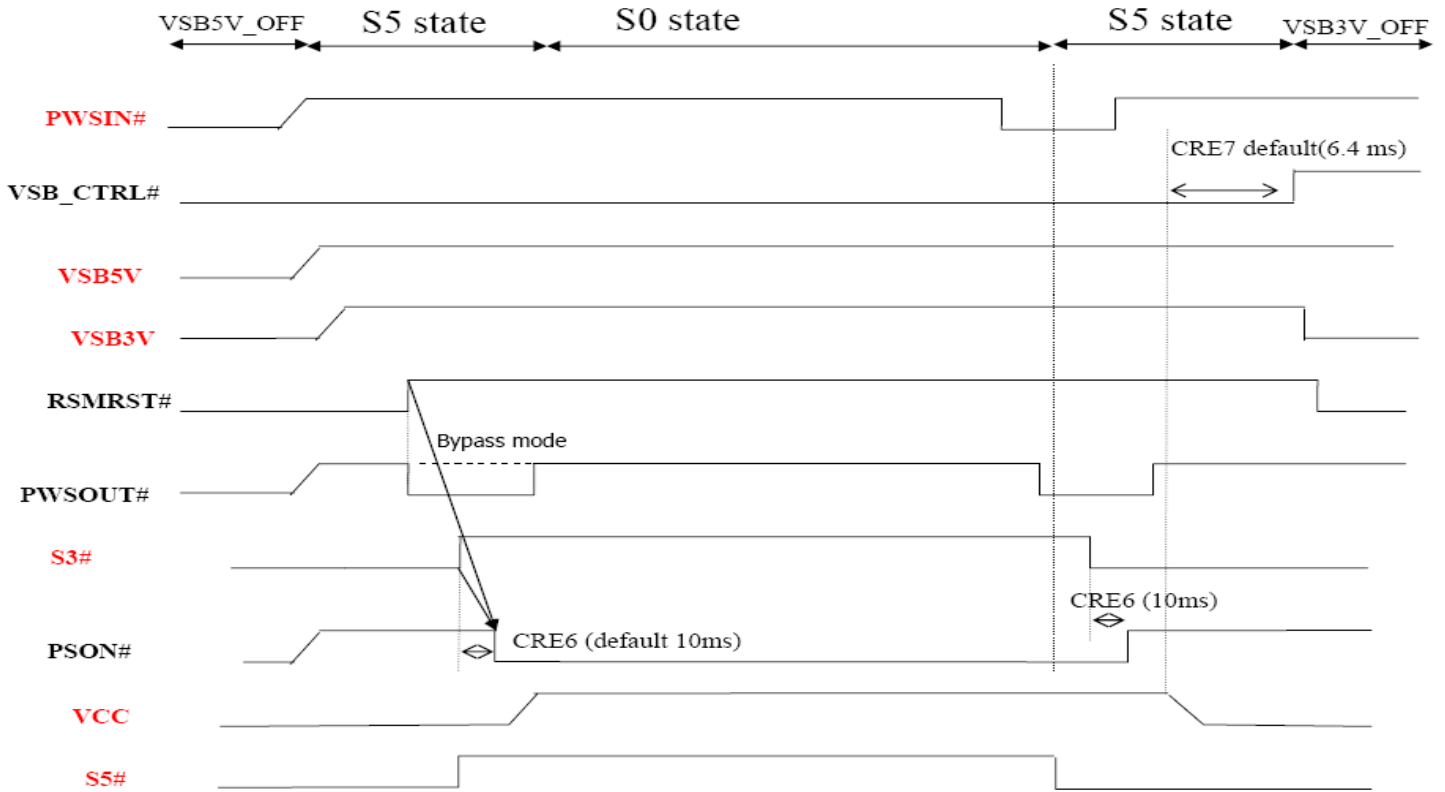 VSB5V_OFF S5 state S0 state S5 state VSB3V_OFF
PWSIN#
CRE7 default(6.4 ms)
VSB_CTRL#
VSB5V
VSB3V
RSMRST#
Bypass mode
PWSOUT#
S3#
CRE6 (10ms)
CRE6 (default 10ms)
PSON#
VCC
S5#